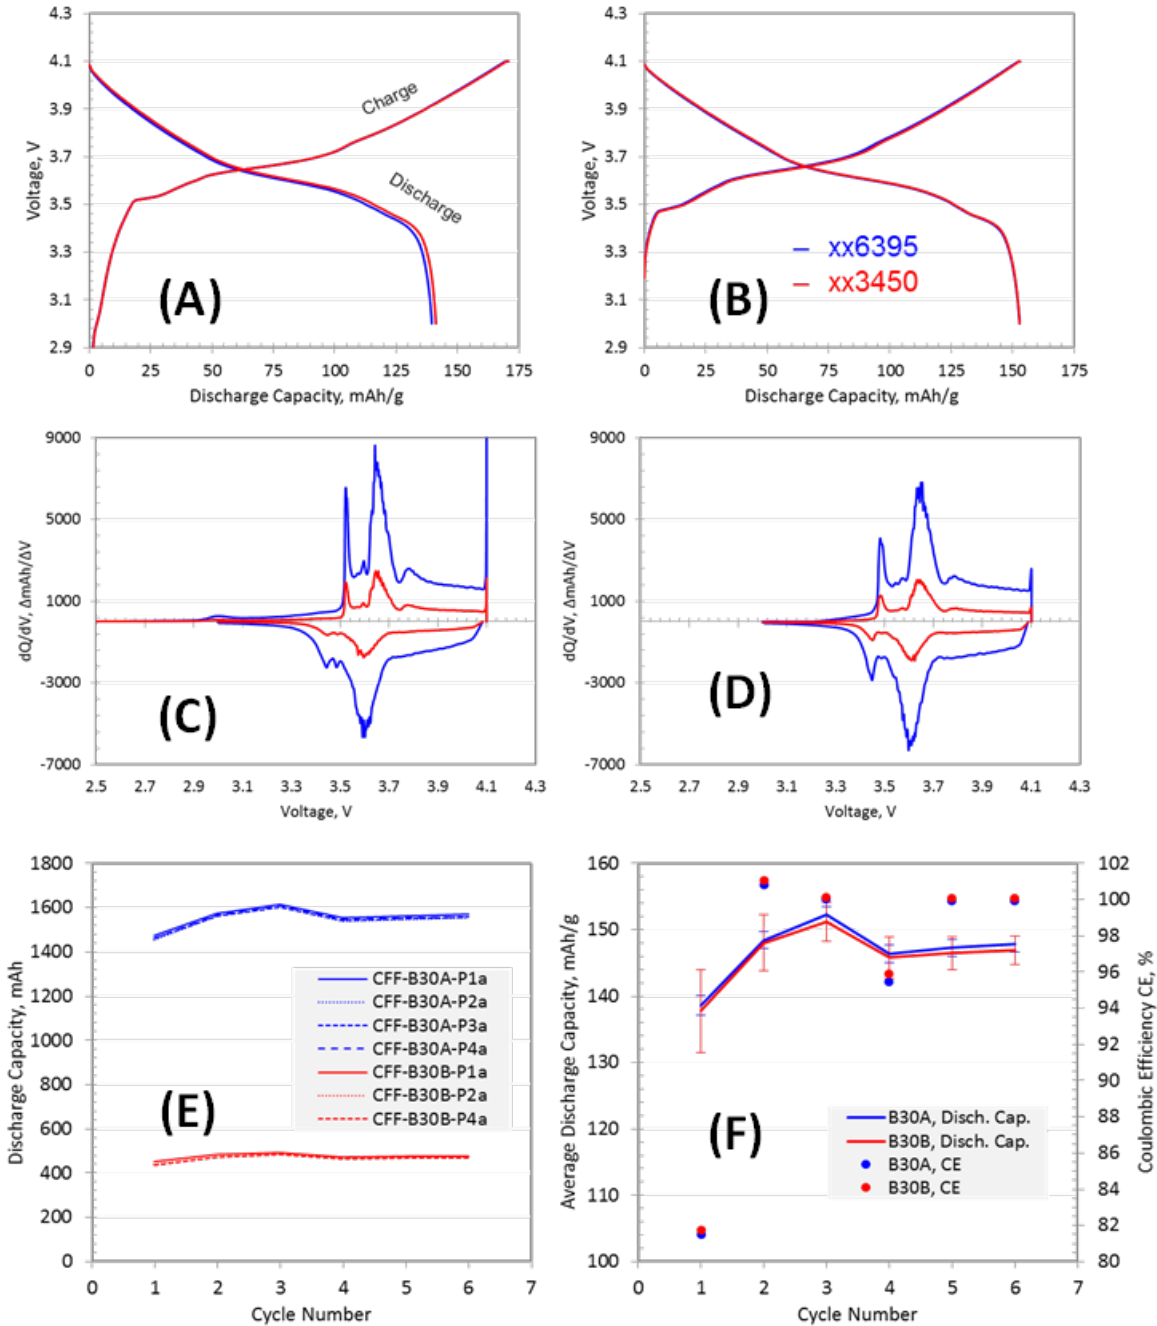 4.3
4.1
3.9
3.7
3.5
3.3
3.1
2.9
Voltage, V
Charge
Discharge
(A)
0 25 50 75 100 125 150 175
Discharge Capacity, mAh/g
4.3
4.1
3.9
3.7
3.5
3.3
3.1
2.9
Voltage, V
xx6395
xx3450
(B)
0 25 50 75 100 125 150 175
Discharge Capacity, mAh/g
9000
5000
1000
-3000
-7000
dQ/dV, ΔmAh/ΔV
(C)
2.5 2.7 2.9 3.1 3.3 3.5 3.7 3.9 4.1 4.3
Voltage, V
9000
5000
1000
-3000
-7000
dQ/dV, ΔmAh/ΔV
(D)
2.5 2.7 2.9 3.1 3.3 3.5 3.7 3.9 4.1 4.3
Voltage, V
1800
1600
1400
1200
1000
800
600
400
200
0
Discharge Capacity, mAh
CFF-B30A-P1a
CFF-B30A-P2a
CFF-B30A-P3a
CFF-B30A-P4a
CFF-B30B-P1a
CFF-B30B-P2a
CFF-B30B-P4a
(E)
0 1 2 3 4 5 6 7
Cycle Number
160
150
140
130
120
110
100
Average Discharge Capacity, mAh/g
(F)
B30A, Disch. Cap.
B30B, Disch. Cap.
B30A, CE
B30B, CE
102
100
98
96
94
92
90
88
86
84
82
80
Coulombic Efficiency CE, %
0 1 2 3 4 5 6 7
Cycle Number